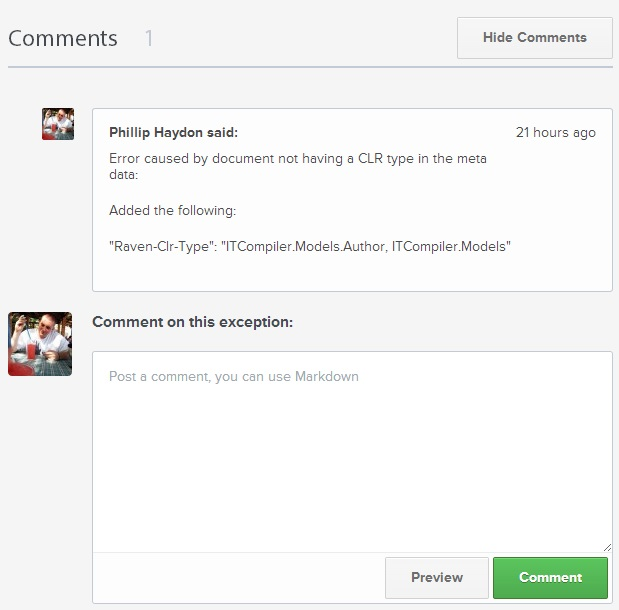 Comments 1
Hide Comments
Phillip Haydon said: 21 hours ago
Error caused by document not having a CLR type in the meta
data:
Added the following:
"Raven-Clr-Type": "ITCompiler.Models.Author, ITCompiler.Models"
Comment on this exception:
Post a comment, you can use Markdown
Preview Comment